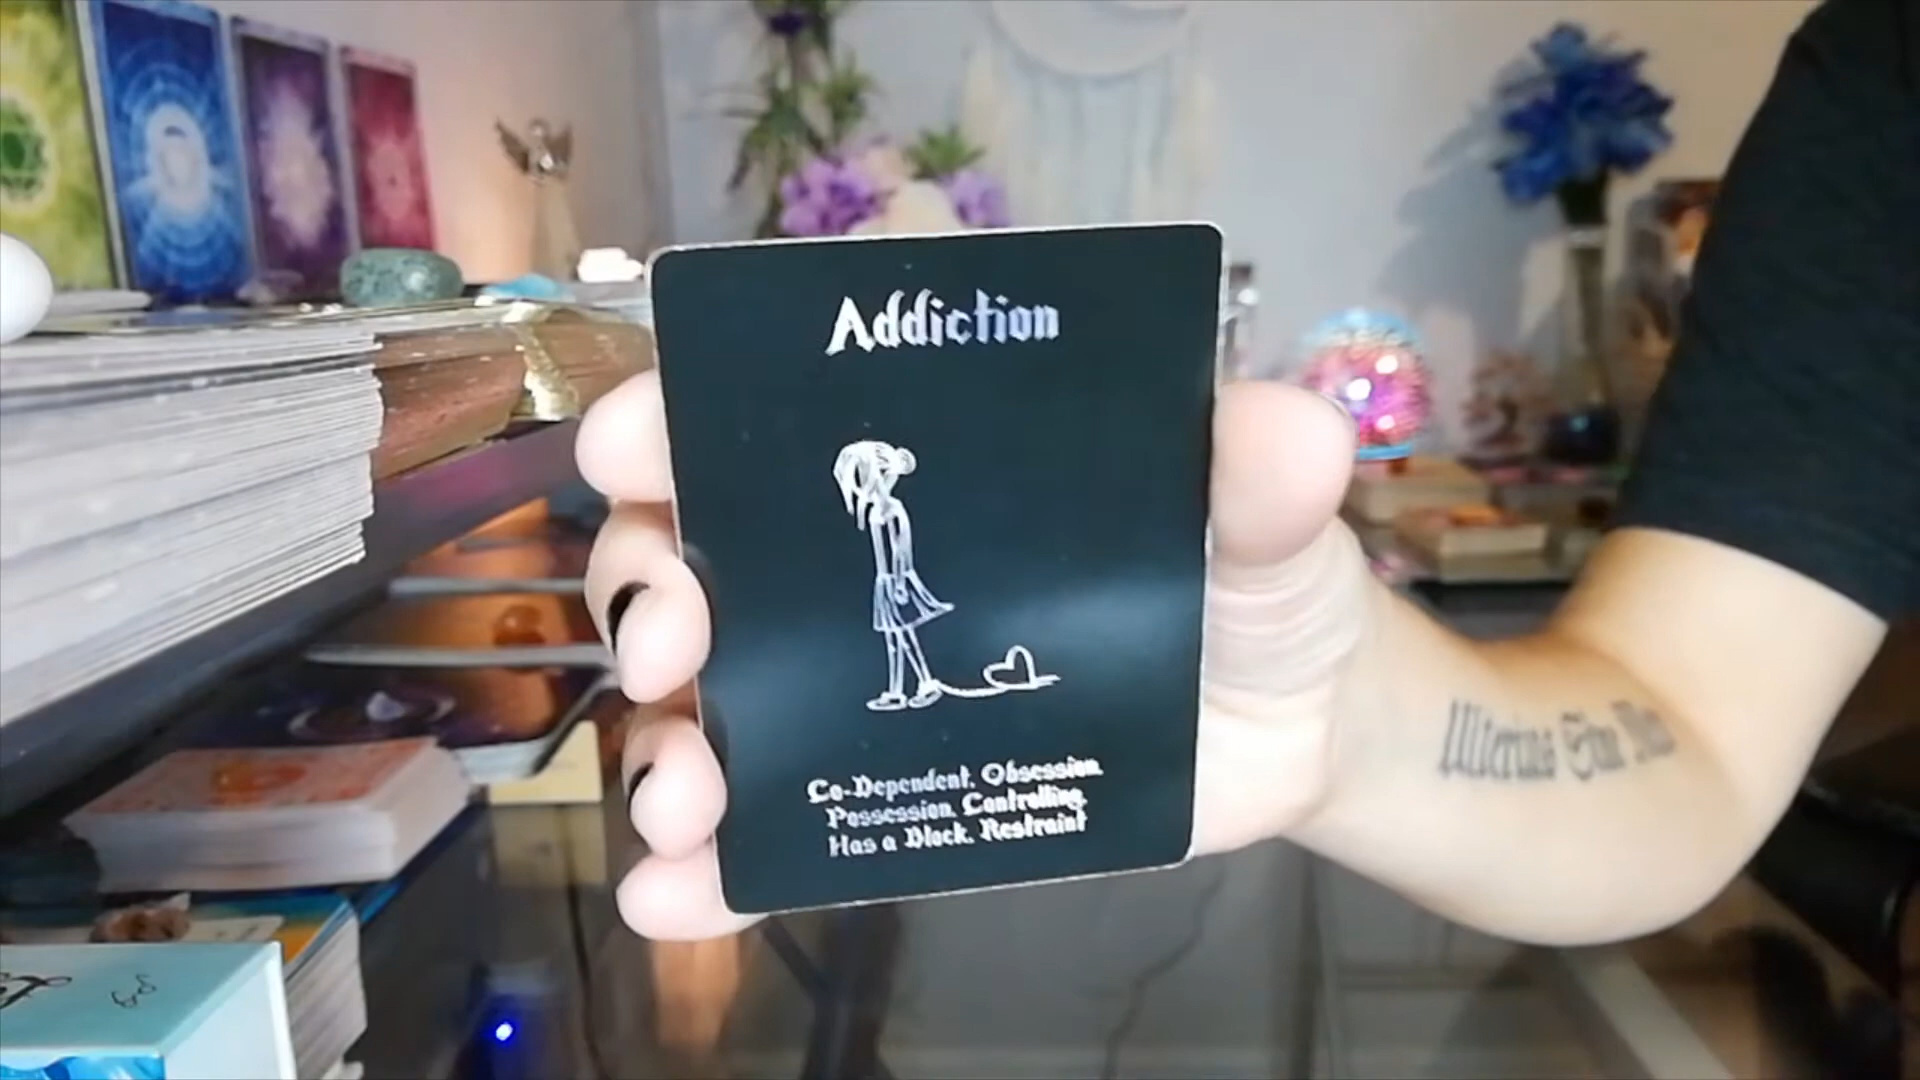 Addiction
Co-Dependent. Obsession.
Possession. Controlling.
Has a Block. Restraint